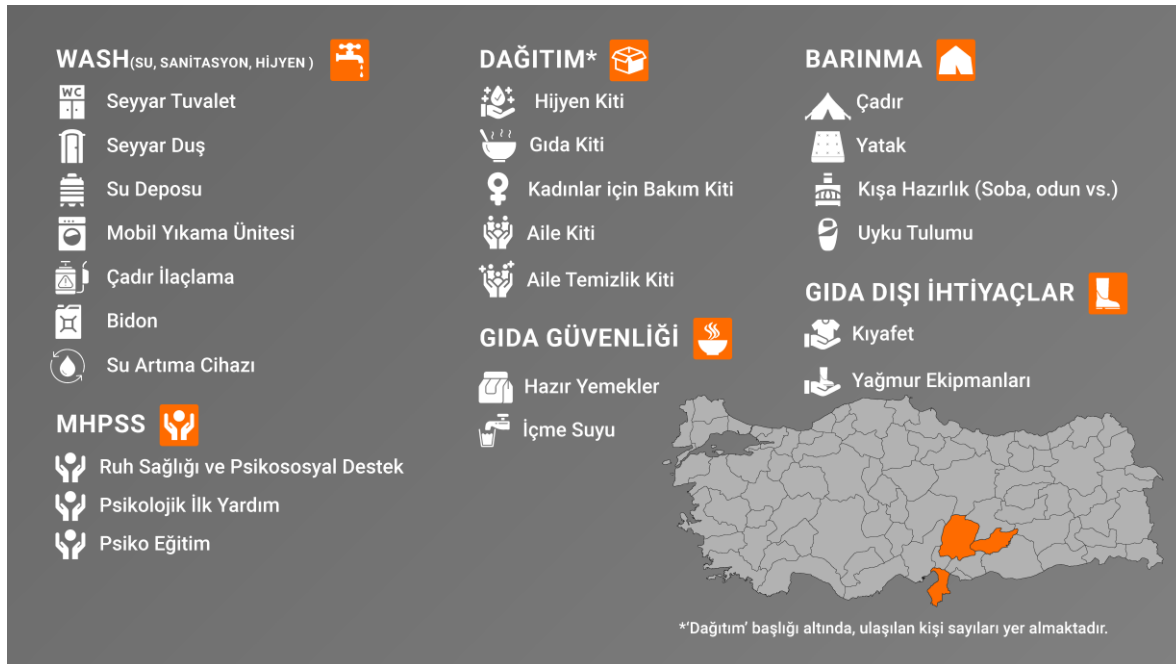 WASH(SU, SANİTASYON, HİJYEN )
WC
Seyyar Tuvalet
Seyyar Duş
Su Deposu
Mobil Yıkama Ünitesi
Çadır İlaçlama
Bidon
Su Artıma Cihazı
MHPSS
Ruh Sağlığı ve Psikososyal Destek
Psikolojik İlk Yardım
Psiko Eğitim
DAĞITIM*
Hijyen Kiti
Gıda Kiti
Kadınlar için Bakım Kiti
Aile Kiti
Aile Temizlik Kiti
GIDA GÜVENLİĞİ
Hazır Yemekler
İçme Suyu
BARINMA
Çadır
Yatak
Kışa Hazırlık (Soba, odun vs.)
Uyku Tulumu
GIDA DIŞI İHTİYAÇLAR
Kıyafet
Yağmur Ekipmanları
*‘Dağıtım’ başlığı altında, ulaşılan kişi sayıları yer almaktadır.